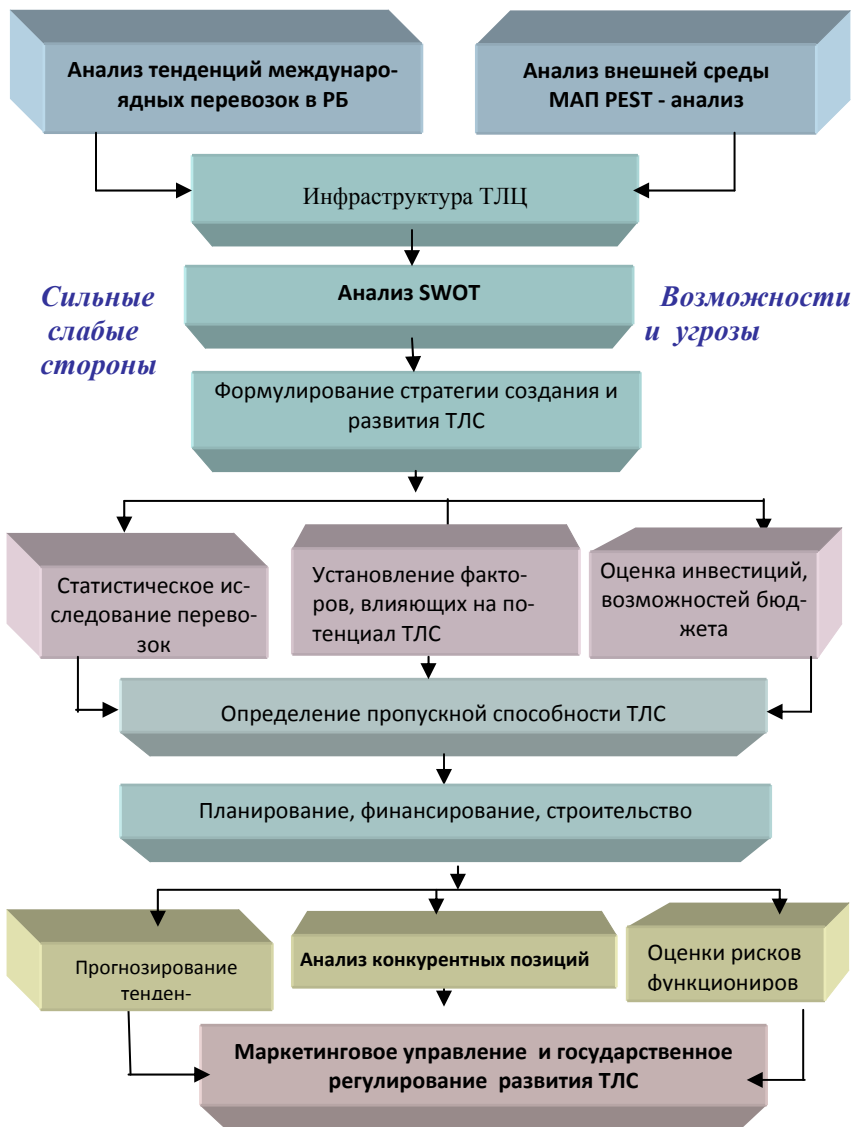 Анализ тенденций междунаро-
ядных перевозок в РБ
Анализ внешней среды
МАП PEST - анализ
Инфраструктура ТЛЦ
Сильные
слабые
стороны
Анализ SWOT
Возможности
и угрозы
Формулирование стратегии создания и
развития ТЛС
Статистическое ис-
следование перево-
зок
Установление факто-
ров, влияющих на по-
тенциал ТЛС
Оценка инвестиций,
возможностей бюд-
жета
Определение пропускной способности ТЛС
Планирование, финансирование, строительство
Прогнозирование
тенден-
Анализ конкурентных позиций
Оценки рисков
функциониров
Маркетинговое управление и государственное
регулирование развития ТЛС